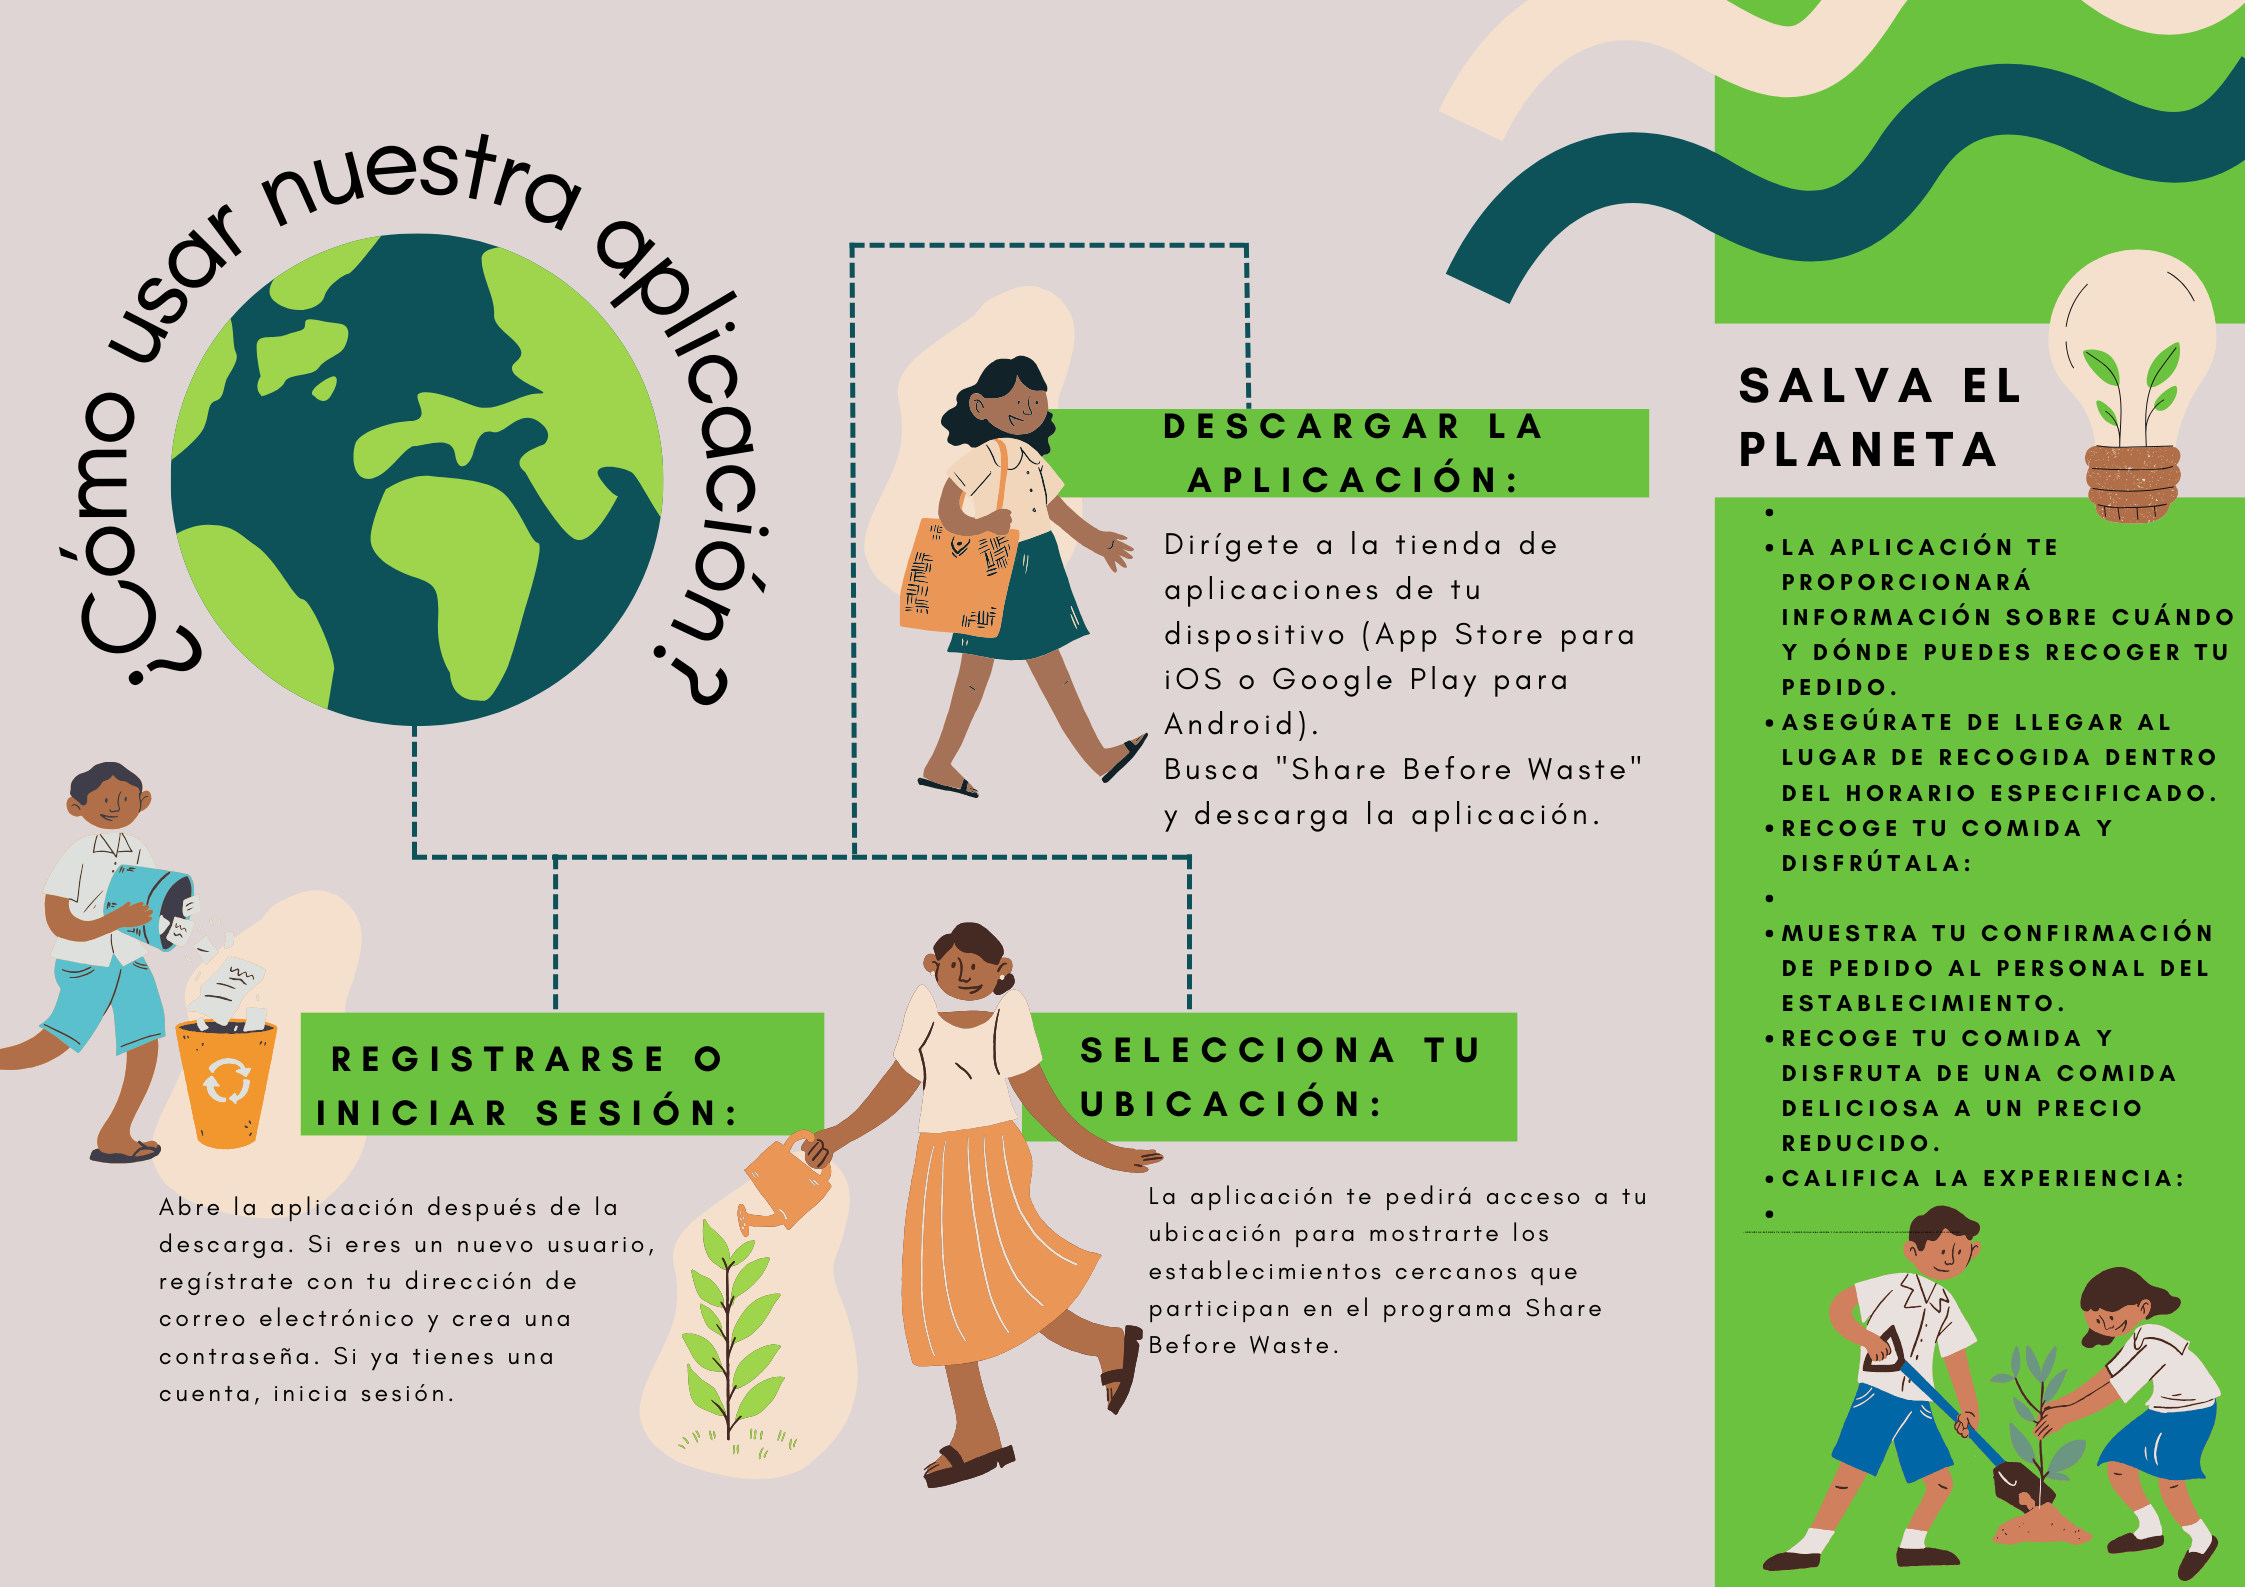 ¿Cómo usar nuestra aplicación?
DESCARGAR LA
APLICACIÓN:
Dirígete a la tienda de
aplicaciones de tu
dispositivo (App Store para
iOS o Google Play para
Android).
Busca "Share Before Waste"
y descarga la aplicación.
REGISTRARSE O
INICIAR SESIÓN:
Abre la aplicación después de la
descarga. Si eres un nuevo usuario,
regístrate con tu dirección de
correo electrónico y crea una
contraseña. Si ya tienes una
cuenta, inicia sesión.
SELECCIONA TU
UBICACIÓN:
La aplicación te pedirá acceso a tu
ubicación para mostrarte los
establecimientos cercanos que
participan en el programa Share
Before Waste.
SALVA EL
PLANETA
•
• LA APLICACIÓN TE
PROPORCIONARÁ
INFORMACIÓN SOBRE CUÁNDO
Y DÓNDE PUEDES RECOGER TU
PEDIDO.
• ASEGÚRATE DE LLEGAR AL
LUGAR DE RECOGIDA DENTRO
DEL HORARIO ESPECIFICADO.
• RECOGE TU COMIDA Y
DISFRÚTALA:
•
• MUESTRA TU CONFIRMACIÓN
DE PEDIDO AL PERSONAL DEL
ESTABLECIMIENTO.
• RECOGE TU COMIDA Y
DISFRUTA DE UNA COMIDA
DELICIOSA A UN PRECIO
REDUCIDO.
• CALIFICA LA EXPERIENCIA:
•